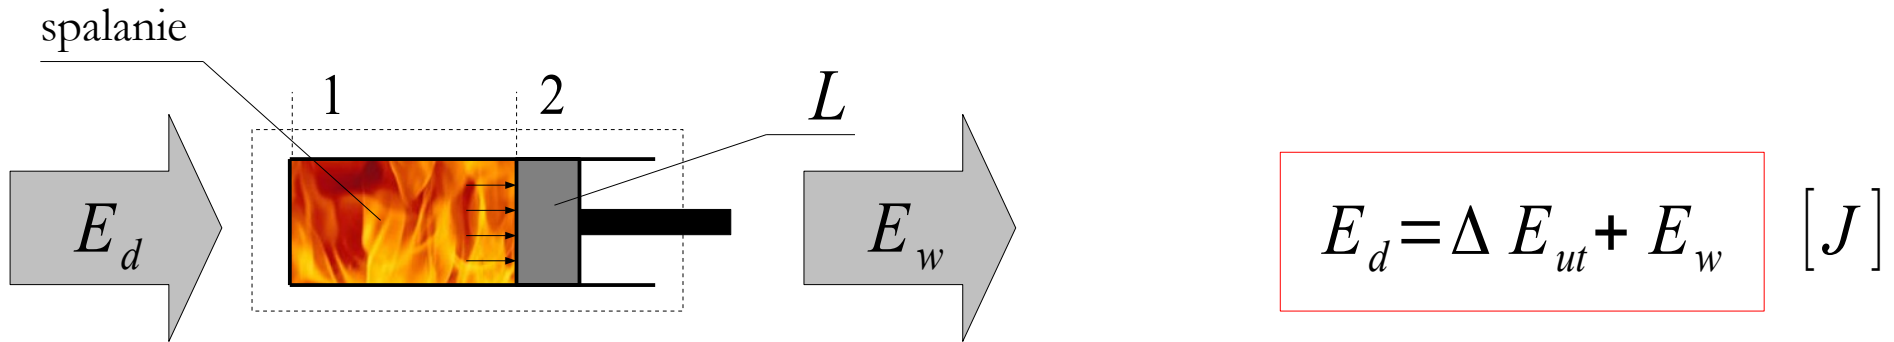 spalanie
1 2 L
E_d
E_w
E_d = Δ E_ut + E_w [J]